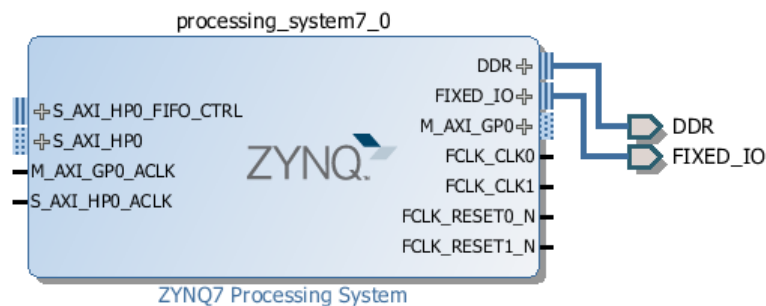 processing_system7_0
S_AXI_HP0_FIFO_CTRL
S_AXI_HP0
M_AXI_GP0_ACLK
S_AXI_HP0_ACLK
ZYNQ
DDR
FIXED_IO
M_AXI_GP0
FCLK_CLK0
FCLK_CLK1
FCLK_RESET0_N
FCLK_RESET1_N
DDR
FIXED_IO
ZYNQ7 Processing System